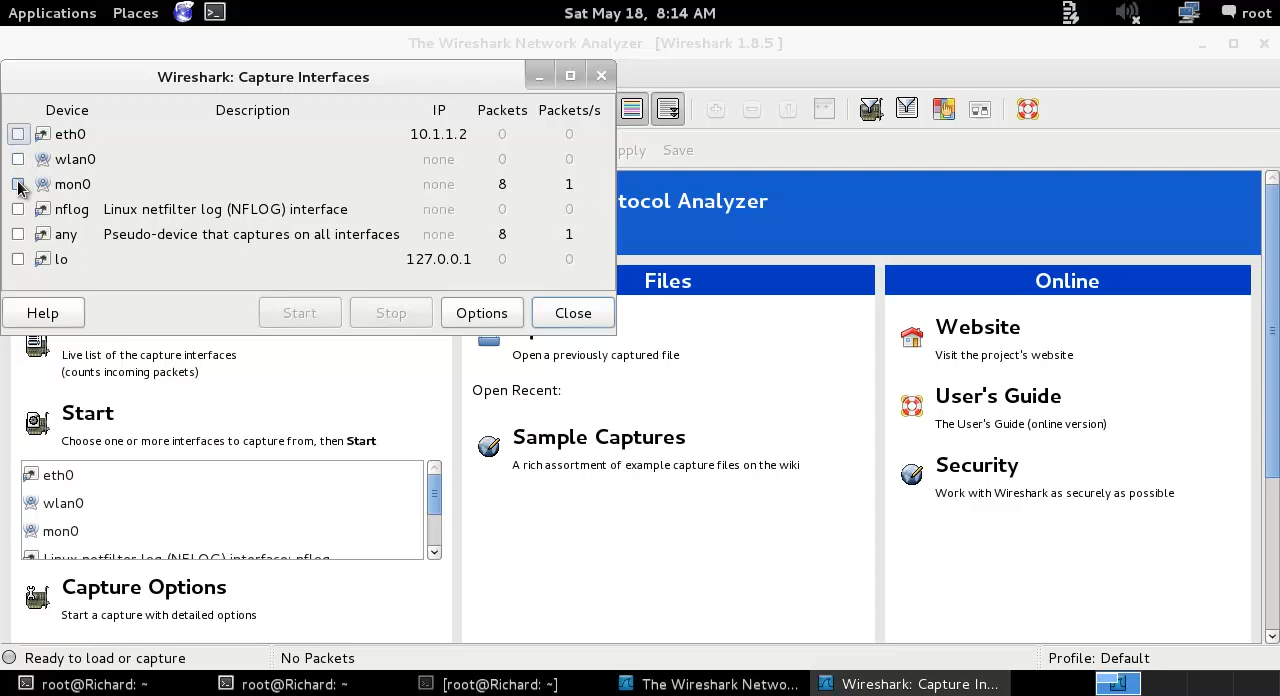 Applications Places Sat May 18, 8:14 AM root
The Wireshark Network Analyzer [Wireshark 1.8.5 ]
Wireshark: Capture Interfaces
Device Description IP Packets Packets/s
eth0 10.1.1.2 0 0
wlan0 none 0 0
mon0 none 8 1
nflog Linux netfilter log (NFLOG) interface none 0 0
any Pseudo-device that captures on all interfaces none 8 1
lo 127.0.0.1 0 0
Help Start Stop Options Close
Save
tocol Analyzer
Files
Online
Live list of the capture interfaces
(counts incoming packets)
Start
Choose one or more interfaces to capture from, then Start
eth0
wlan0
mon0
Linux netfilter log (NFLOG) interface: nflog
Capture Options
Start a capture with detailed options
Open a previously captured file
Open Recent:
Sample Captures
A rich assortment of example capture files on the wiki
Website
Visit the project's website
User's Guide
The User's Guide (online version)
Security
Work with Wireshark as securely as possible
Ready to load or capture No Packets Profile: Default
root@Richard: ~ root@Richard: ~ [root@Richard: ~] The Wireshark Netwo... Wireshark: Capture In...